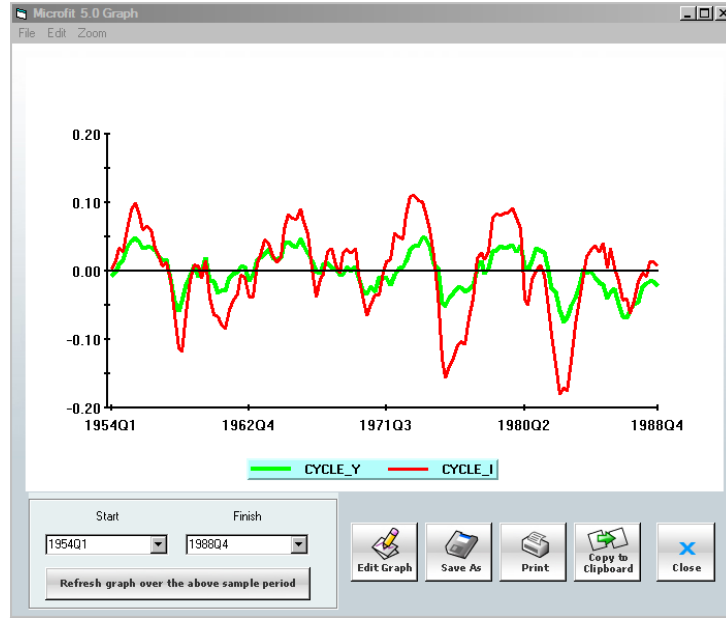 Microfit 5.0 Graph
File Edit Zoom
0.20
0.10
0.00
-0.10
-0.20
1954Q1 1962Q4 1971Q3 1980Q2 1988Q4
CYCLE_Y CYCLE_I
Start Finish
1954Q1 1988Q4
Refresh graph over the above sample period
Edit Graph Save As Print Copy to Clipboard Close